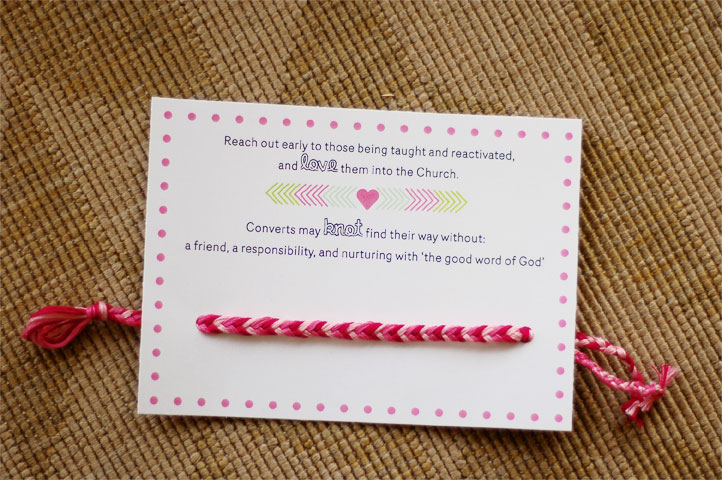 Reach out early to those being taught and reactivated,
and love them into the Church.
Converts may knot find their way without:
a friend, a responsibility, and nurturing with 'the good word of God'